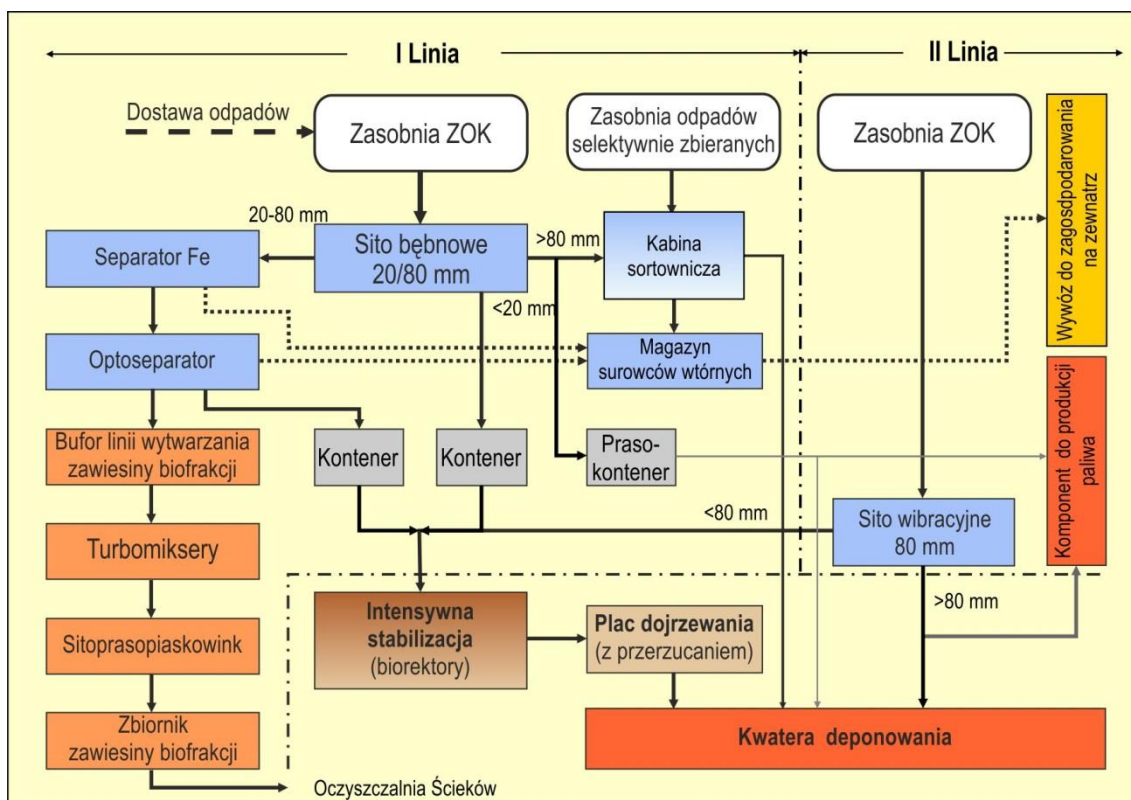 I Linia
II Linia
Dostawa odpadów
Zasobnia ZOK
Zasobnia odpadów
selektywnie zbieranych
Zasobnia ZOK
Wywóz do zagosdpodarowania
na zewnatrz
20-80 mm
Separator Fe
Sito bębnowe
20/80 mm
>80 mm
Kabina
sortownicza
<20 mm
Optoseparator
Magazyn
surowców wtórnych
Komponent do produkcji
paliwa
Bufor linii wytwarzania
zawiesiny biofrakcji
Kontener
Kontener
Praso-
kontener
<80 mm
Sito wibracyjne
80 mm
Turbomiksery
>80 mm
Intensywna
stabilizacja
(biorektory)
Plac dojrzewania
(z przerzucaniem)
Sitoprasopiaskowink
Zbiornik
zawiesiny biofrakcji
Kwatera deponowania
Oczyszczalnia Ścieków